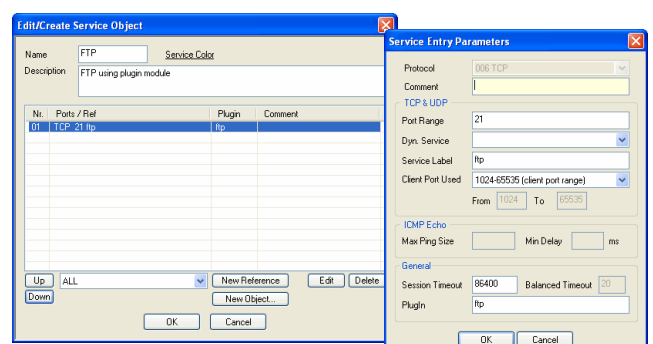 Edit/Create Service Object
Name FTP Service Color
Description FTP using plugin module
Nr. Ports / Ref Plugin Comment
01 TCP 21 ftp ftp
Up ALL New Reference Edit Delete
Down New Object...
OK Cancel
Service Entry Parameters
Protocol 006 TCP
Comment
TCP & UDP
Port Range 21
Dyn. Service
Service Label ftp
Client Port Used 1024-65535 (client port range)
From 1024 To 65535
ICMP Echo
Max Ping Size Min Delay ms
General
Session Timeout 86400 Balanced Timeout 20
PlugIn ftp
OK Cancel